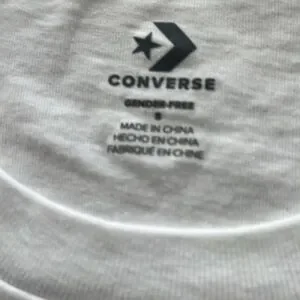 CONVERSE
GENDER-FREE
S
MADE IN CHINA
HECHO EN CHINA
FABRIQUÉ EN CHINE